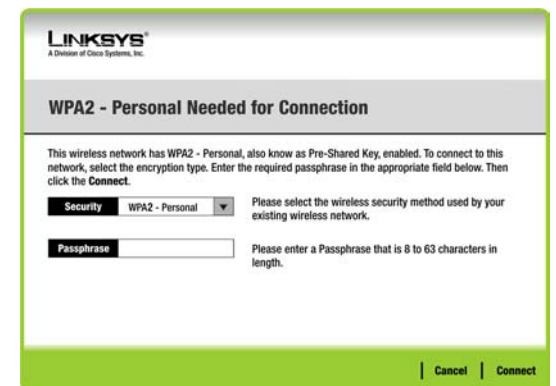 LINKSYS®
A Division of Cisco Systems, Inc.
WPA2 - Personal Needed for Connection
This wireless network has WPA2 - Personal, also know as Pre-Shared Key, enabled. To connect to this
network, select the encryption type. Enter the required passphrase in the appropriate field below. Then
click the Connect.
Security WPA2 - Personal Please select the wireless security method used by your
existing wireless network.
Passphrase Please enter a Passphrase that is 8 to 63 characters in
length.
Cancel Connect